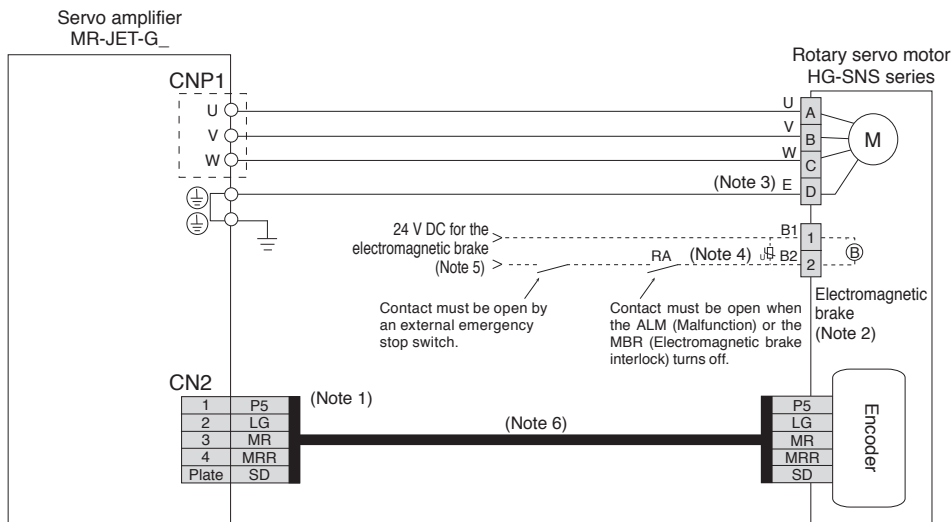 Servo amplifier
MR-JET-G_
Rotary servo motor
HG-SNS series
CNP1
U
V
W
U
V
W
(Note 3) E
A
B
C
D
M
24 V DC for the
electromagnetic brake
(Note 5)
RA
(Note 4)
U
B1
B2
1
2
B
Contact must be open by
an external emergency
stop switch.
Contact must be open when
the ALM (Malfunction) or the
MBR (Electromagnetic brake
interlock) turns off.
Electromagnetic
brake
(Note 2)
CN2
1 P5
2 LG
3 MR
4 MRR
Plate SD
(Note 1)
(Note 6)
P5
LG
MR
MRR
SD
Encoder